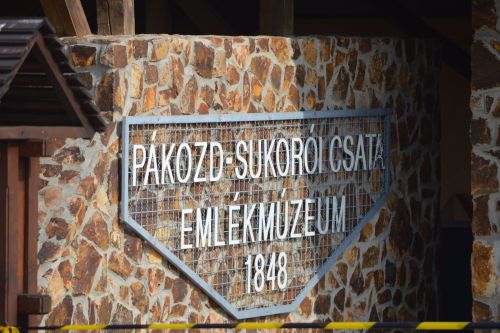 PÁKOZD-SUKORÓI CSATA
EMLÉKMÚZEUM
1848